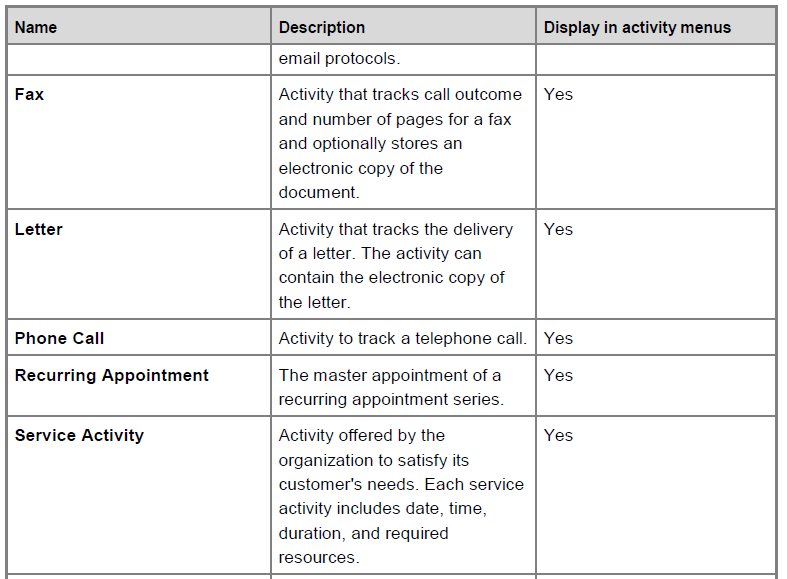 Name Description Display in activity menus
email protocols.
Fax Activity that tracks call outcome Yes
and number of pages for a fax
and optionally stores an
electronic copy of the
document.
Letter Activity that tracks the delivery Yes
of a letter. The activity can
contain the electronic copy of
the letter.
Phone Call Activity to track a telephone call. Yes
Recurring Appointment The master appointment of a Yes
recurring appointment series.
Service Activity Activity offered by the Yes
organization to satisfy its
customer's needs. Each service
activity includes date, time,
duration, and required
resources.